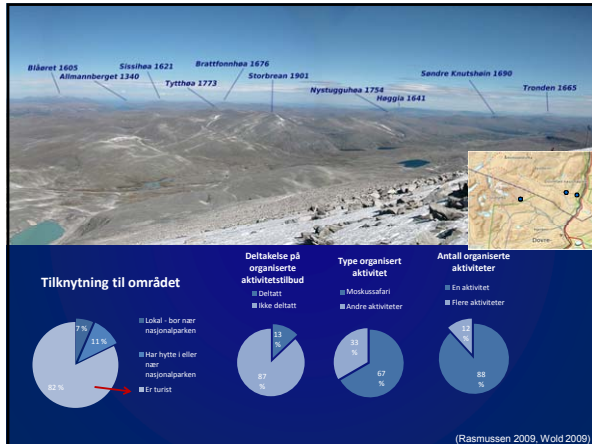 Blåøret 1605
Allmannberget 1340
Sissihøa 1621
Tytthøa 1773
Brattfonnhøa 1676
Storbrean 1901
Nystugguhøa 1754
Høggia 1641
Søndre Knutshøin 1690
Tronden 1665
Dovre
Tilknytning til området
7 %
11 %
82 %
Lokal - bor nær
nasjonalparken
Har hytte i eller
nær
nasjonalparken
Er turist
Deltakelse på
organiserte
aktivitetstilbud
Deltatt
Ikke deltatt
13
%
87
%
Type organisert
aktivitet
Moskussafari
Andre aktiviteter
33
%
67
%
Antall organiserte
aktiviteter
En aktivitet
Flere aktiviteter
12
%
88
%
(Rasmussen 2009, Wold 2009)